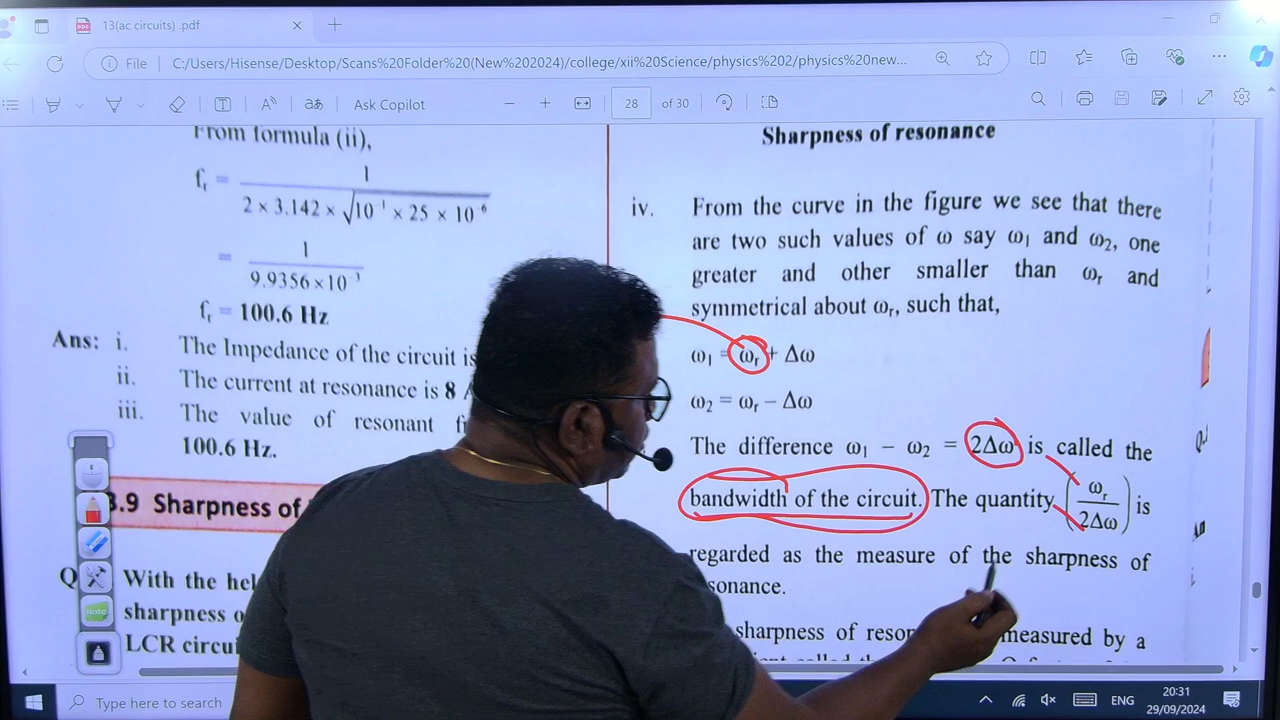 13(ac circuits) .pdf
File
C:/Users/Hisense/Desktop/Scans%20Folder%20(New%202024)/college/xii%20Science/physics%202/physics%20new...
Ask Copilot
28 of 30
From formula (ii),
fr = 1 / 2 × 3.142 × √10⁻¹ × 25 × 10⁻⁶
= 1 / 9.9356×10⁻³
fr = 100.6 Hz
Ans: i. The Impedance of the circuit is
ii. The current at resonance is 8
iii. The value of resonant
100.6 Hz.
.9 Sharpness of
With the
sharpness
LCR
Sharpness of resonance
iv. From the curve in the figure we see that there
are two such values of ω say ω1 and ω2, one
greater and other smaller than ωr and
symmetrical about ωr, such that,
ω1 = ωr + Δω
ω2 = ωr – Δω
The difference ω1 – ω2 = 2Δω is called the
bandwidth of the circuit. The quantity (ωr / 2Δω) is
regarded as the measure of the sharpness of
sonance.
sharpness of measured by a
Note
Type here to search
ENG
20:31
29/09/2024